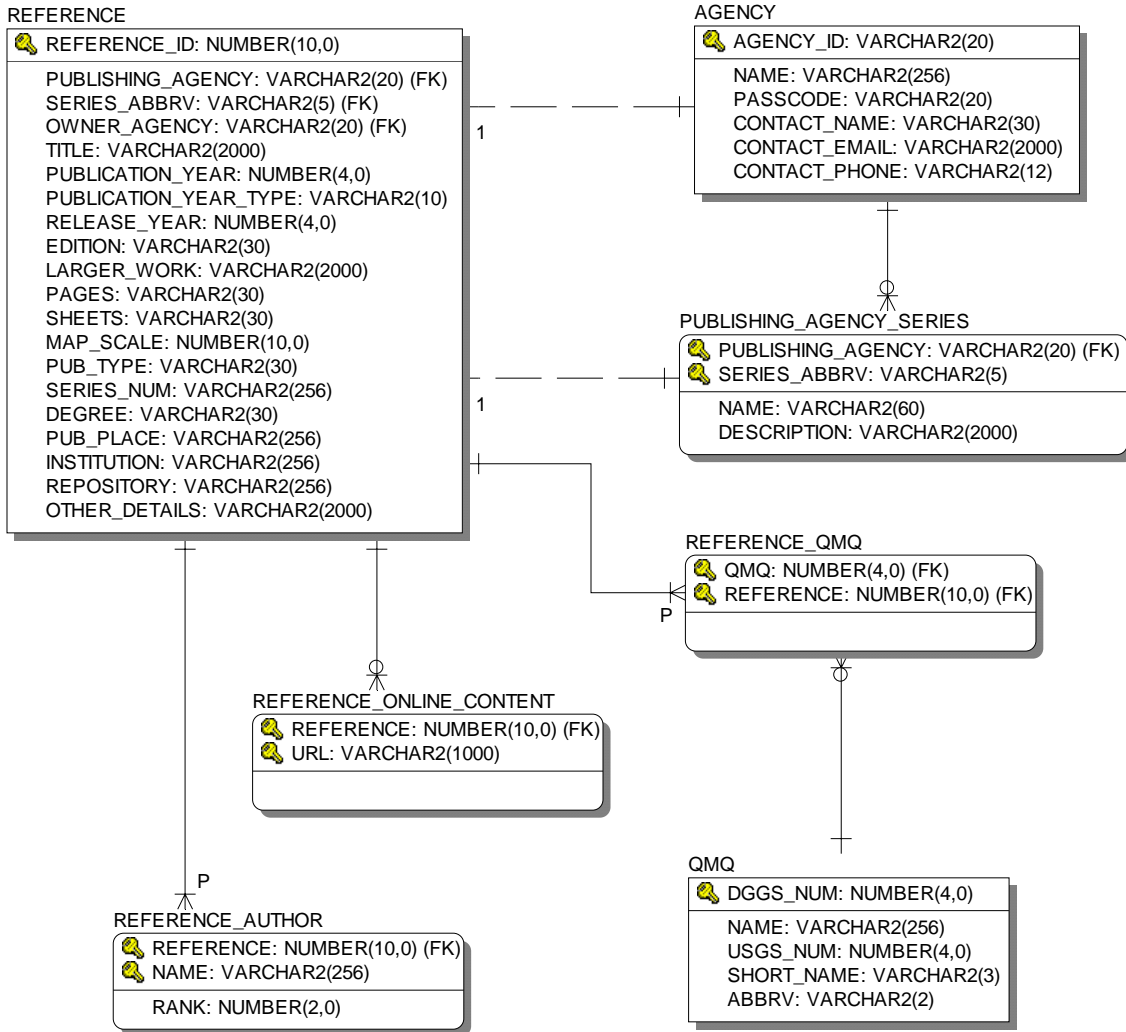 REFERENCE
REFERENCE_ID: NUMBER(10,0)
PUBLISHING_AGENCY: VARCHAR2(20) (FK)
SERIES_ABBRV: VARCHAR2(5) (FK)
OWNER_AGENCY: VARCHAR2(20) (FK)
TITLE: VARCHAR2(2000)
PUBLICATION_YEAR: NUMBER(4,0)
PUBLICATION_YEAR_TYPE: VARCHAR2(10)
RELEASE_YEAR: NUMBER(4,0)
EDITION: VARCHAR2(30)
LARGER_WORK: VARCHAR2(2000)
PAGES: VARCHAR2(30)
SHEETS: VARCHAR2(30)
MAP_SCALE: NUMBER(10,0)
PUB_TYPE: VARCHAR2(30)
SERIES_NUM: VARCHAR2(256)
DEGREE: VARCHAR2(30)
PUB_PLACE: VARCHAR2(256)
INSTITUTION: VARCHAR2(256)
REPOSITORY: VARCHAR2(256)
OTHER_DETAILS: VARCHAR2(2000)
1
1
AGENCY
AGENCY_ID: VARCHAR2(20)
NAME: VARCHAR2(256)
PASSCODE: VARCHAR2(20)
CONTACT_NAME: VARCHAR2(30)
CONTACT_EMAIL: VARCHAR2(2000)
CONTACT_PHONE: VARCHAR2(12)
PUBLISHING_AGENCY_SERIES
PUBLISHING_AGENCY: VARCHAR2(20) (FK)
SERIES_ABBRV: VARCHAR2(5)
NAME: VARCHAR2(60)
DESCRIPTION: VARCHAR2(2000)
REFERENCE_QMQ
QMQ: NUMBER(4,0) (FK)
REFERENCE: NUMBER(10,0) (FK)
P
REFERENCE_ONLINE_CONTENT
REFERENCE: NUMBER(10,0) (FK)
URL: VARCHAR2(1000)
P
REFERENCE_AUTHOR
REFERENCE: NUMBER(10,0) (FK)
NAME: VARCHAR2(256)
RANK: NUMBER(2,0)
QMQ
DGGS_NUM: NUMBER(4,0)
NAME: VARCHAR2(256)
USGS_NUM: NUMBER(4,0)
SHORT_NAME: VARCHAR2(3)
ABBRV: VARCHAR2(2)